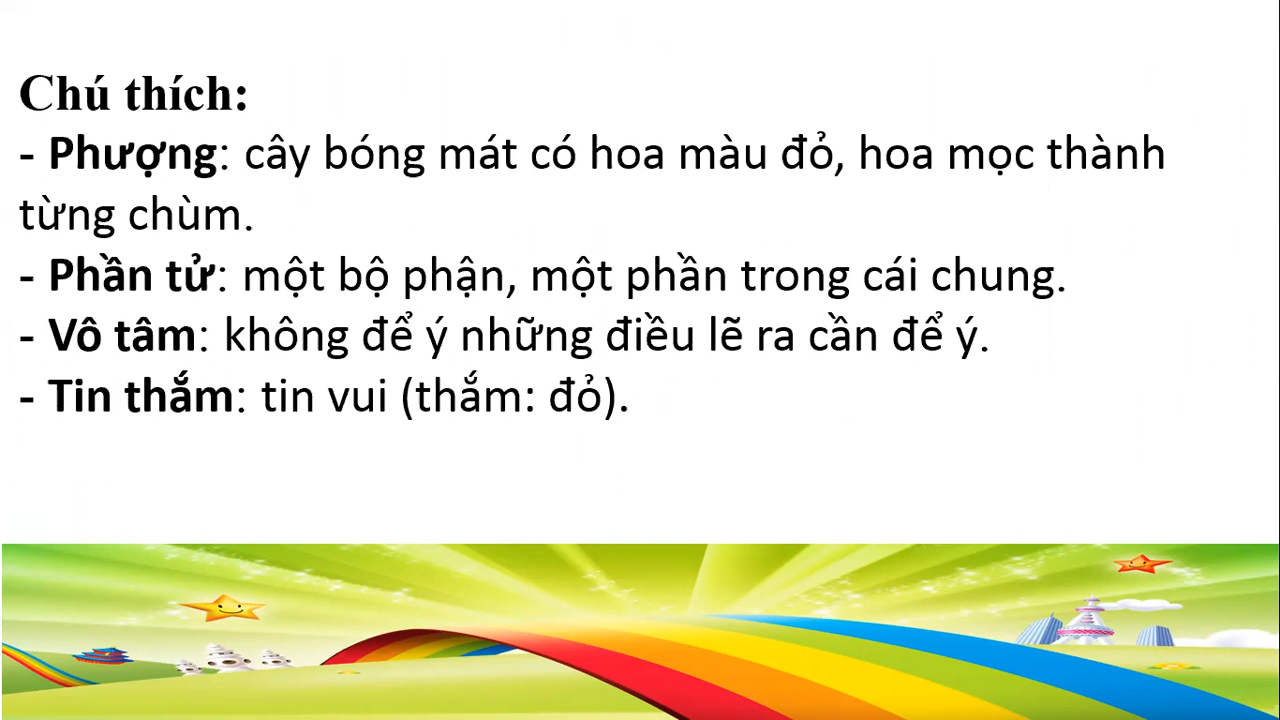 Chú thích:
- Phượng: cây bóng mát có hoa màu đỏ, hoa mọc thành
từng chùm.
- Phần tử: một bộ phận, một phần trong cái chung.
- Vô tâm: không để ý những điều lẽ ra cần để ý.
- Tin thắm: tin vui (thắm: đỏ).